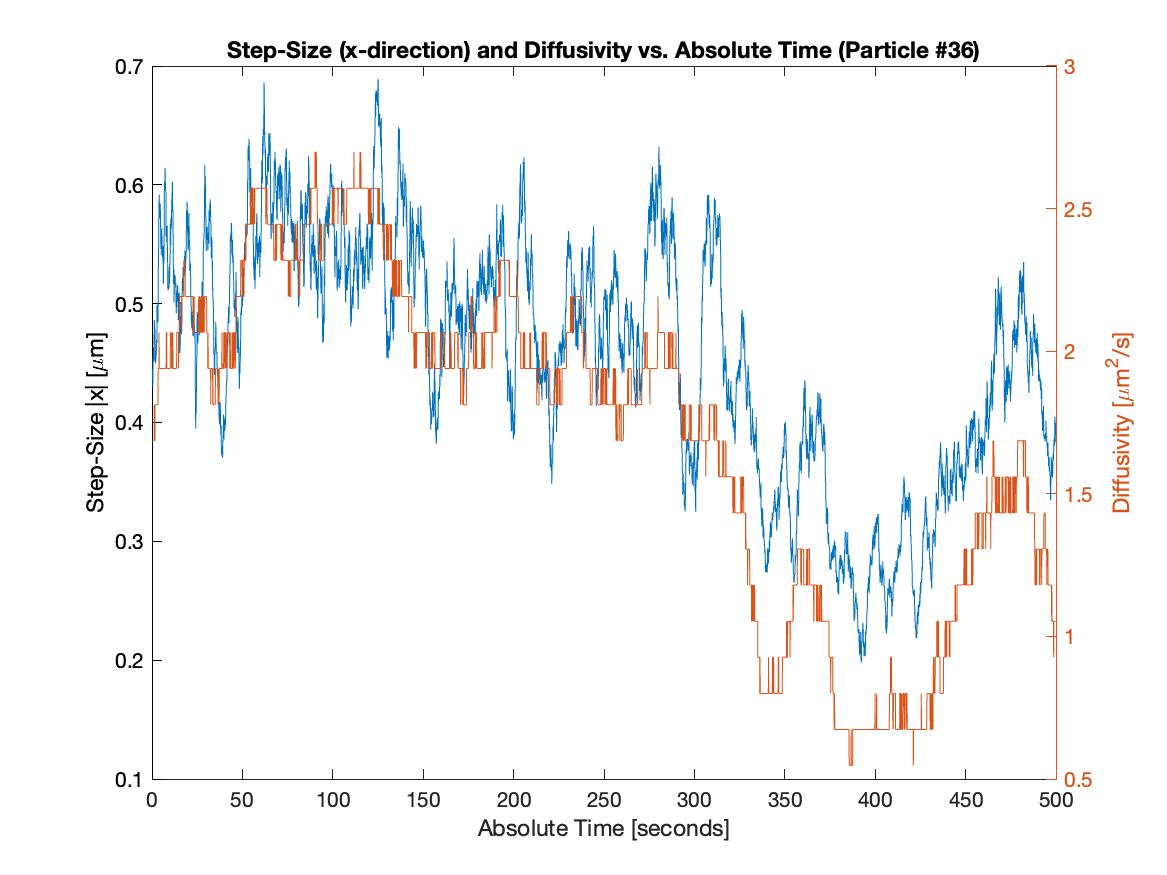 Step-Size (x-direction) and Diffusivity vs. Absolute Time (Particle #36)
0.7
0.6
0.5
0.4
0.3
0.2
0.1
Step-Size |x| [μm]
3
2.5
2
1.5
1
0.5
Diffusivity [μm²/s]
0 50 100 150 200 250 300 350 400 450 500
Absolute Time [seconds]